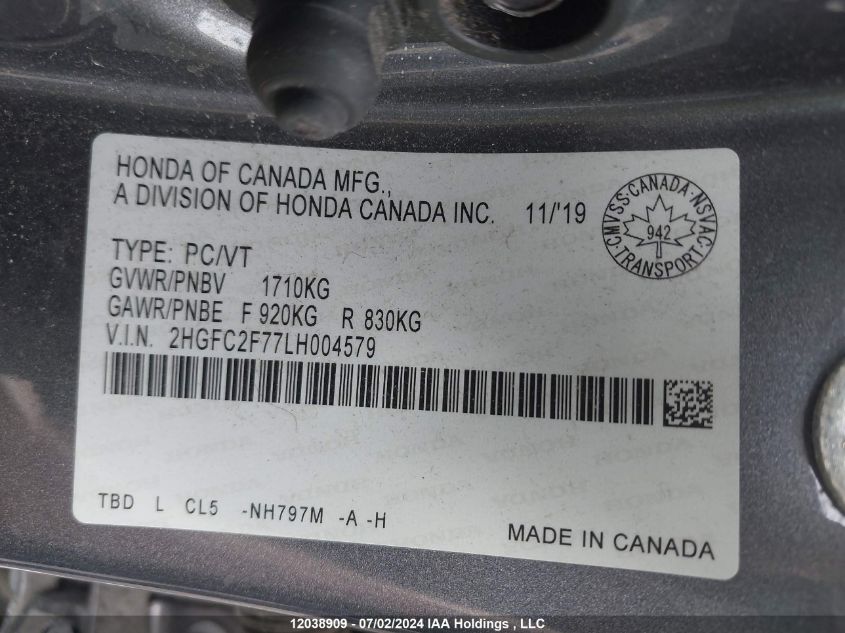 HONDA OF CANADA MFG.,
A DIVISION OF HONDA CANADA INC. 11/'19
CMVSS·CANADA·NSVAC·TRANSPORT·
942
TYPE: PC/VT
GVWR/PNBV 1710KG
GAWR/PNBE F 920KG R 830KG
V.I.N. 2HGFC2F77LH004579
TBD L CL5 -NH797M -A -H
MADE IN CANADA
12038909 - 07/02/2024 IAA Holdings , LLC